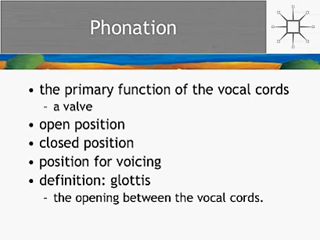 Phonation
• the primary function of the vocal cords
– a valve
• open position
• closed position
• position for voicing
• definition: glottis
– the opening between the vocal cords.